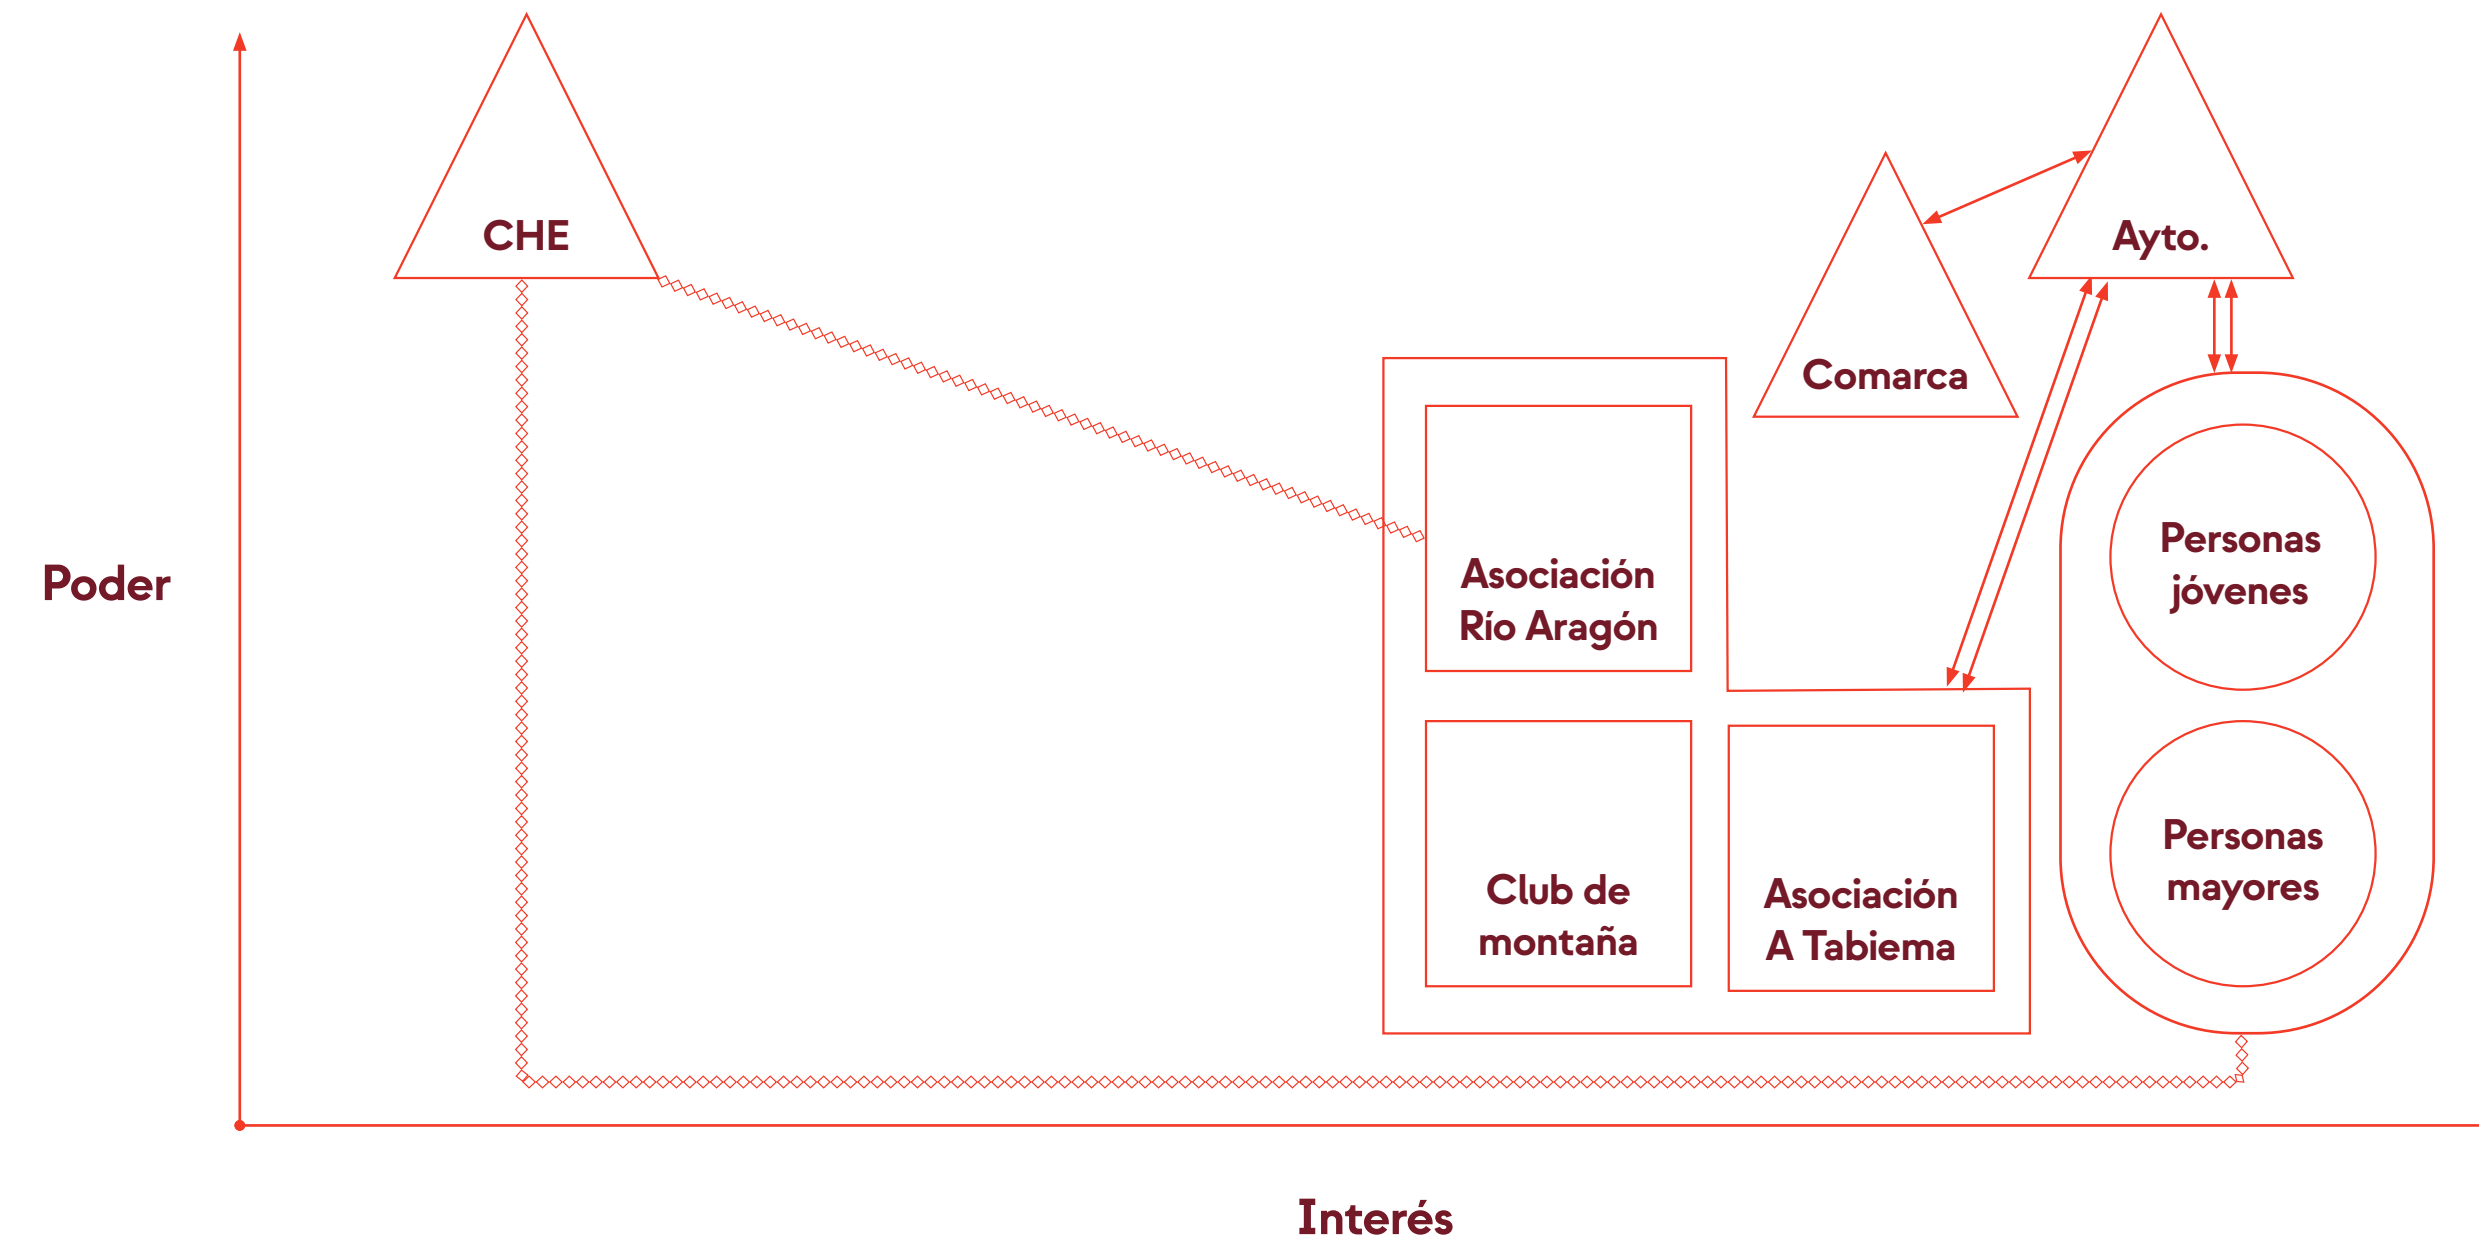 CHE
Ayto.
Comarca
Poder
Asociación
Río Aragón
Personas
jóvenes
Club de
montaña
Asociación
A Tabiema
Personas
mayores
Interés